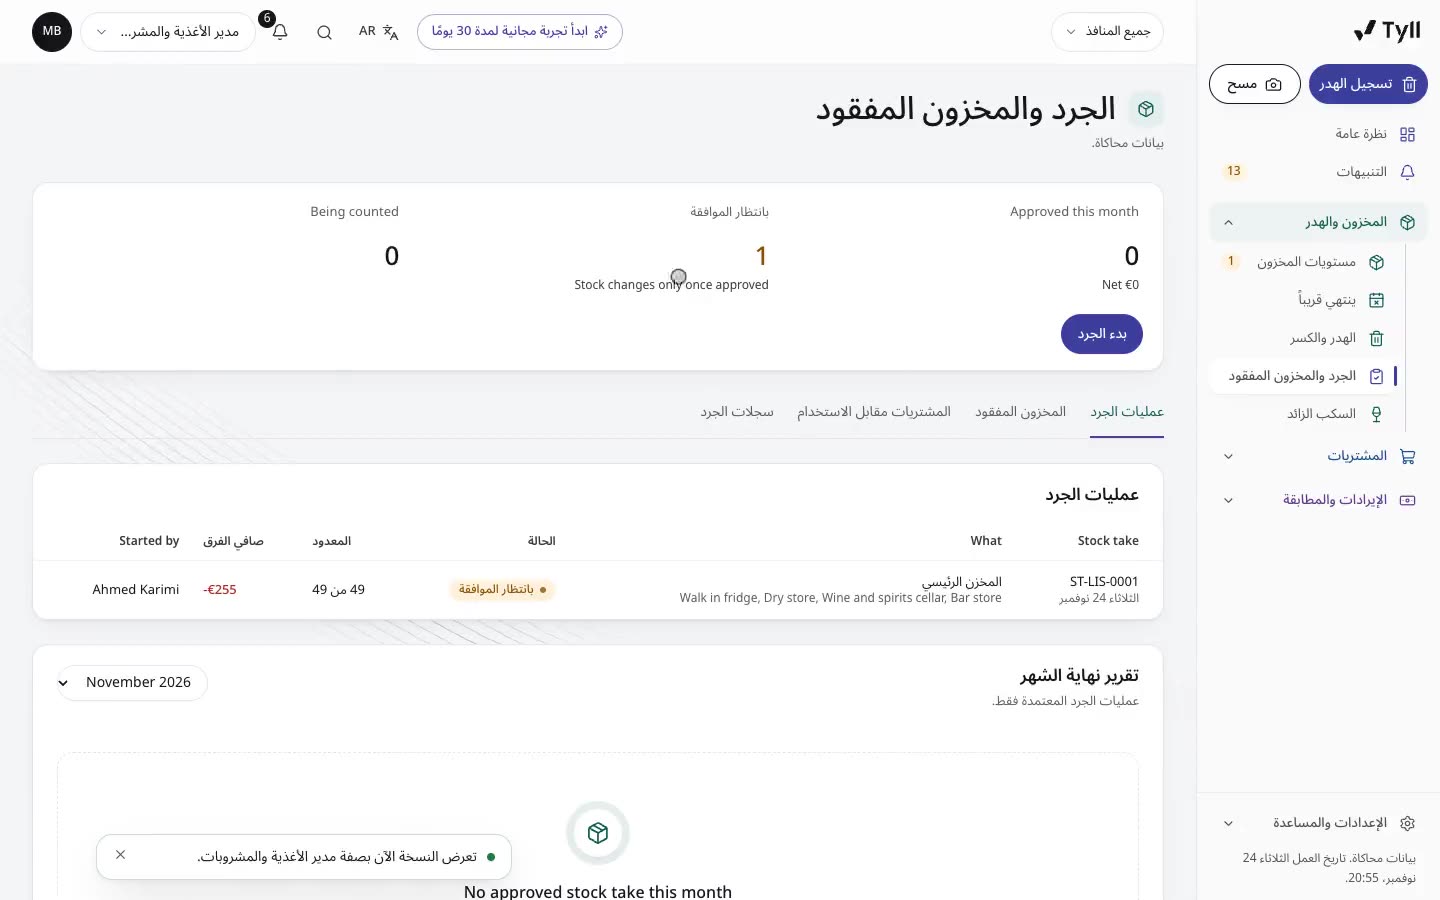 Tyll
تسجيل الهدر
مسح
نظرة عامة
التنبيهات
13
المخزون والهدر
مستويات المخزون
1
ينتهي قريباً
الهدر والكسر
الجرد والمخزون المفقود
السكب الزائد
المشتريات
الإيرادات والمطابقة
الإعدادات والمساعدة
بيانات محاكاة. تاريخ العمل الثلاثاء 24
نوفمبر، 20:55.
جميع المنافذ
ابدأ تجربة مجانية لمدة 30 يومًا
AR
6
مدير الأغذية والمشر...
MB
الجرد والمخزون المفقود
بيانات محاكاة.
Approved this month
0
Net €0
بانتظار الموافقة
1
Stock changes only once approved
Being counted
0
بدء الجرد
عمليات الجرد
المخزون المفقود
المشتريات مقابل الاستخدام
سجلات الجرد
عمليات الجرد
Stock take
What
الحالة
المعدود
صافي الفرق
Started by
ST-LIS-0001
الثلاثاء 24 نوفمبر
المخزن الرئيسي
Walk in fridge, Dry store, Wine and spirits cellar, Bar store
بانتظار الموافقة
49 من 49
-€255
Ahmed Karimi
تقرير نهاية الشهر
عمليات الجرد المعتمدة فقط.
November 2026
No approved stock take this month
تعرض النسخة الآن بصفة مدير الأغذية والمشروبات.